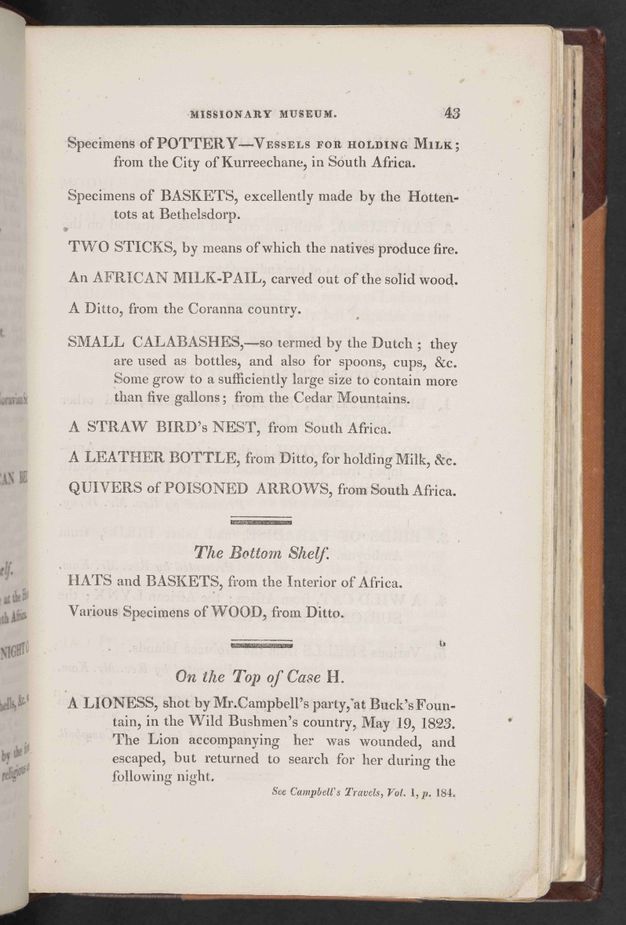 MISSIONARY MUSEUM. 43
Specimens of POTTERY—VESSELS FOR HOLDING MILK;
from the City of Kurreechane, in South Africa.
Specimens of BASKETS, excellently made by the Hotten-
tots at Bethelsdorp.
TWO STICKS, by means of which the natives produce fire.
An AFRICAN MILK-PAIL, carved out of the solid wood.
A Ditto, from the Coranna country.
SMALL CALABASHES,—so termed by the Dutch; they
are used as bottles, and also for spoons, cups, &c.
Some grow to a sufficiently large size to contain more
than five gallons; from the Cedar Mountains.
A STRAW BIRD's NEST, from South Africa.
A LEATHER BOTTLE, from Ditto, for holding Milk, &c.
QUIVERS of POISONED ARROWS, from South Africa.
The Bottom Shelf.
HATS and BASKETS, from the Interior of Africa.
Various Specimens of WOOD, from Ditto.
On the Top of Case H.
A LIONESS, shot by Mr. Campbell's party, at Buck's Foun-
tain, in the Wild Bushmen's country, May 19, 1823.
The Lion accompanying her was wounded, and
escaped, but returned to search for her during the
following night.
See Campbell's Travels, Vol. 1, p. 184.